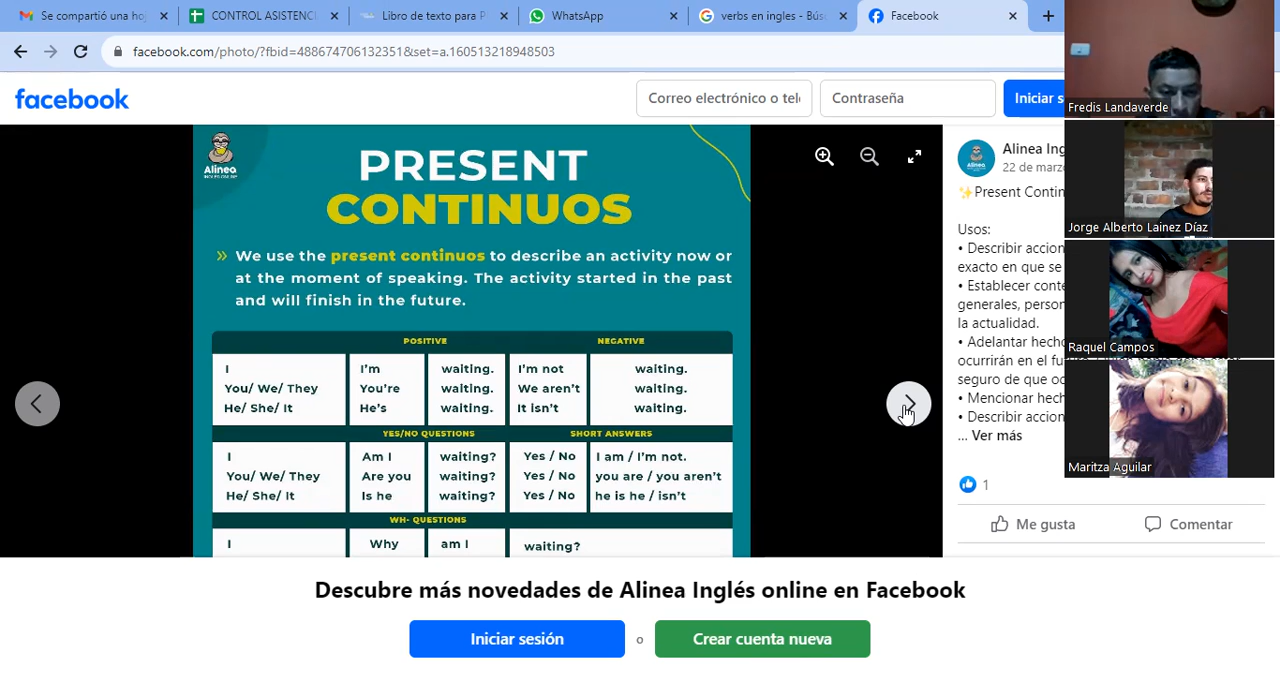 Se compartió una hoj
CONTROL ASISTENCI
Libro de texto para P
WhatsApp
verbs en ingles - Bús
Facebook
facebook.com/photo/?fbid=488674706132351&set=a.160513218948503
facebook
Correo electrónico o tel
Contraseña
Iniciar s
Alinea
INGLÉS ONLINE
PRESENT
CONTINUOS
» We use the present continuos to describe an activity now or
at the moment of speaking. The activity started in the past
and will finish in the future.
POSITIVE NEGATIVE
I I'm waiting. I'm not waiting.
You/ We/ They You're waiting. We aren't waiting.
He/ She/ It He's waiting. It isn't waiting.
YES/NO QUESTIONS SHORT ANSWERS
I Am I waiting? Yes / No I am / I'm not.
You/ We/ They Are you waiting? Yes / No you are / you aren't
He/ She/ It Is he waiting? Yes / No he is he / isn't
WH- QUESTIONS
I Why am I waiting?
Alinea Ing
22 de marz
✨Present Contin
Usos:
• Describir accion
exacto en que se
• Establecer conte
generales, person
la actualidad.
• Adelantar hecho
ocurrirán en el fu
seguro de que oc
• Mencionar hech
• Describir accion
... Ver más
1
Me gusta
Comentar
Fredis Landaverde
Jorge Alberto Lainez Díaz
Raquel Campos
Maritza Aguilar
Descubre más novedades de Alinea Inglés online en Facebook
Iniciar sesión o Crear cuenta nueva